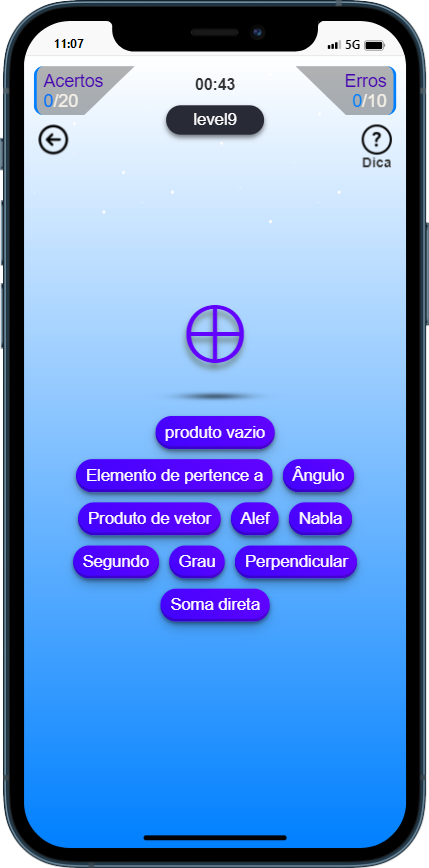 11:07
5G
Acertos
0/20
00:43
Erros
0/10
level9
?
Dica
produto vazio
Elemento de pertence a
Ângulo
Produto de vetor
Alef
Nabla
Segundo
Grau
Perpendicular
Soma direta